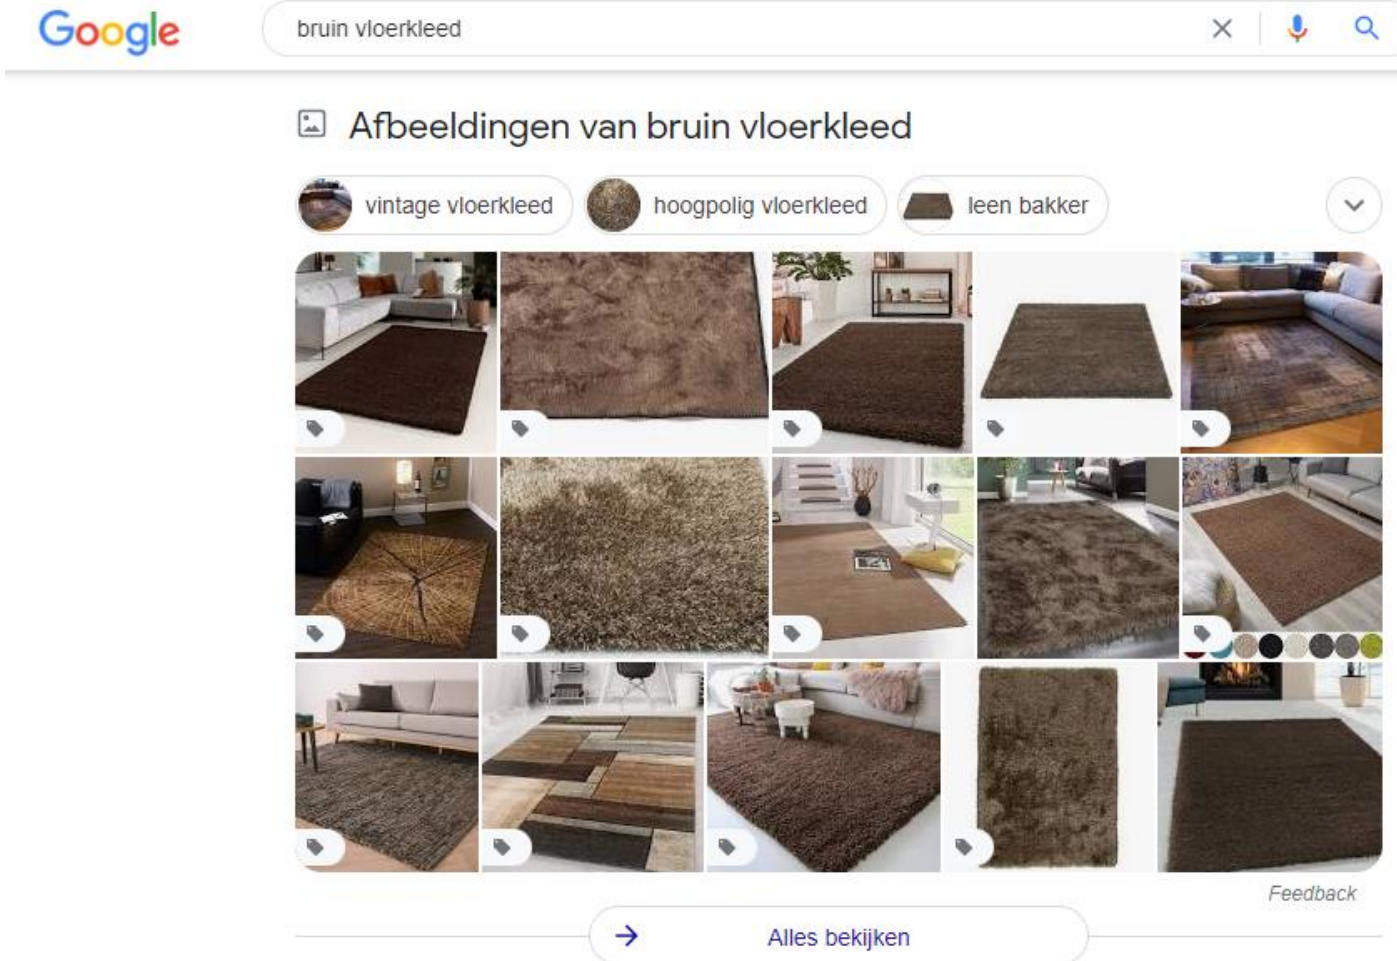 Google
bruin vloerkleed
Afbeeldingen van bruin vloerkleed
vintage vloerkleed
hoogpolig vloerkleed
leen bakker
Feedback
Alles bekijken